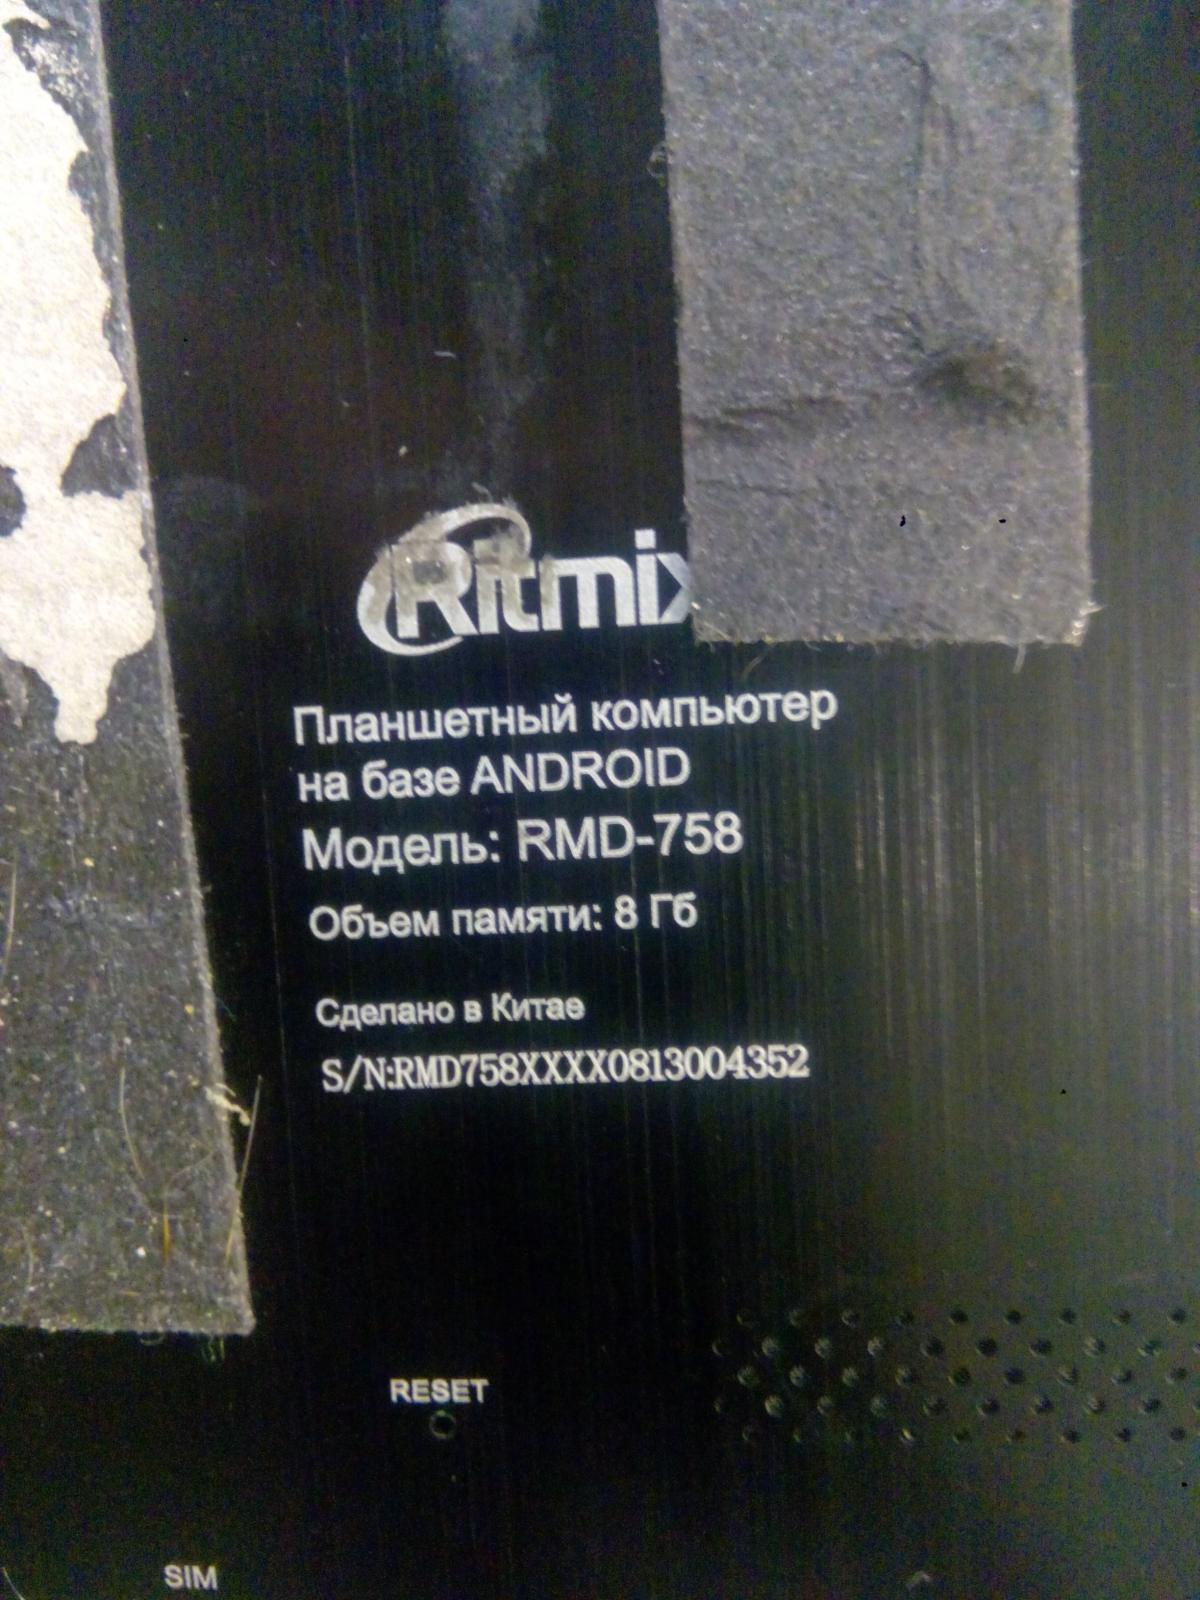 Ritmix
Планшетный компьютер
на базе ANDROID
Модель: RMD-758
Объем памяти: 8 Гб
Сделано в Китае
S/N:RMD758XXXX0813004352
RESET
SIM